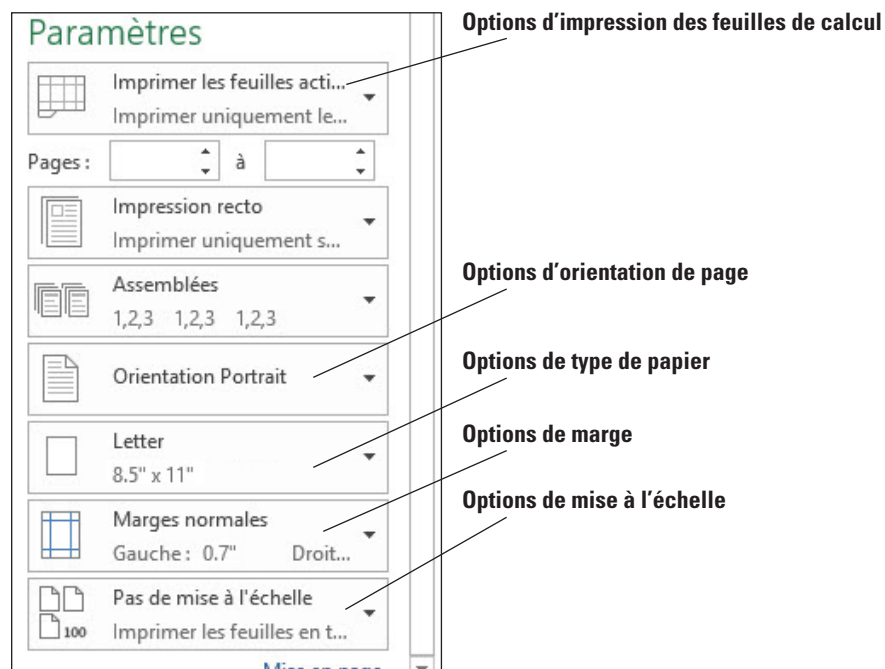 Paramètres
Options d'impression des feuilles de calcul
Imprimer les feuilles acti...
Imprimer uniquement le...
Pages : à
Impression recto
Imprimer uniquement s...
Options d'orientation de page
Assemblées
1,2,3 1,2,3 1,2,3
Options de type de papier
Orientation Portrait
Options de marge
Letter
8.5" x 11"
Options de mise à l'échelle
Marges normales
Gauche : 0.7" Droit...
Pas de mise à l'échelle
100
Imprimer les feuilles en t...
Mise en page